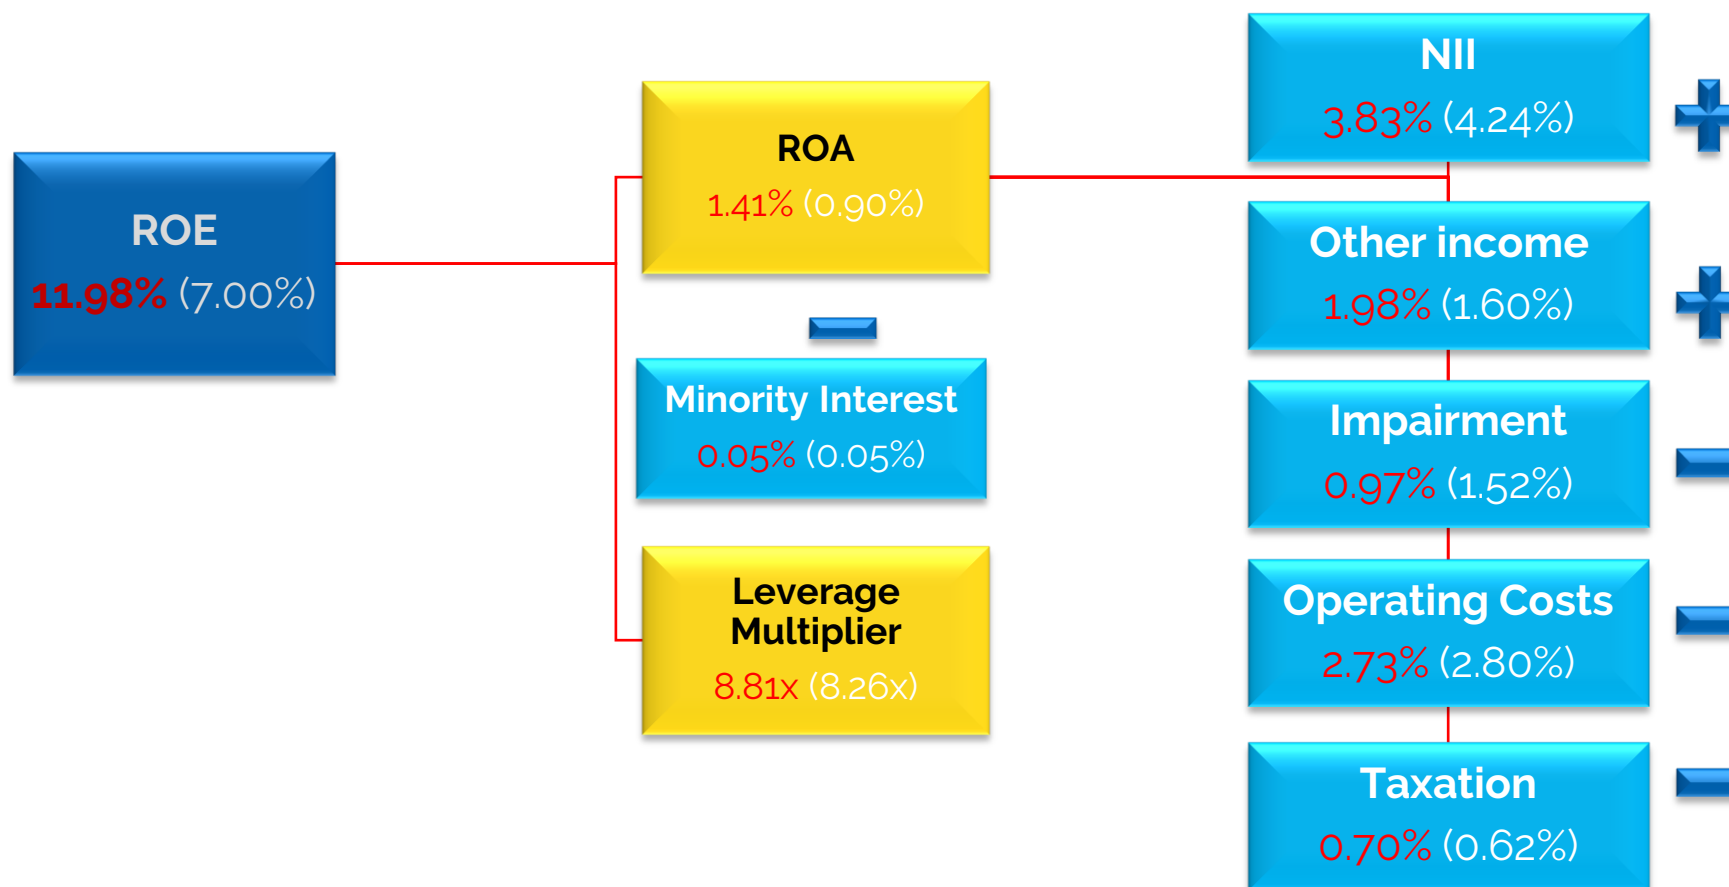 ROE
11.98% (7.00%)
ROA
1.41% (0.90%)
Minority Interest
0.05% (0.05%)
Leverage
Multiplier
8.81x (8.26x)
NII
3.83% (4.24%)
Other income
1.98% (1.60%)
Impairment
0.97% (1.52%)
Operating Costs
2.73% (2.80%)
Taxation
0.70% (0.62%)